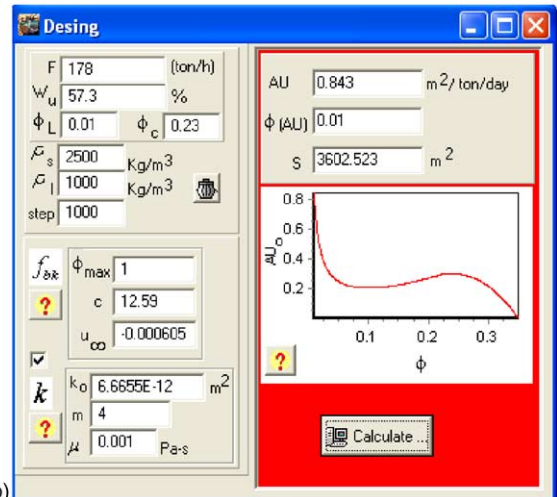 Desing
F 178 (ton/h)
Wu 57.3 %
ϕL 0.01 ϕc 0.23
ρs 2500 Kg/m3
ρl 1000 Kg/m3
step 1000
fbk
?
ϕmax 1
c 12.59
u∞ -0.000605
k
?
ko 6.6655E-12 m2
m 4
μ 0.001 Pa-s
AU 0.843 m2/ ton/day
ϕ (AU) 0.01
S 3602.523 m2
AUo
0.8
0.6
0.4
0.2
0.1 0.2 0.3
ϕ
?
Calculate ...
)